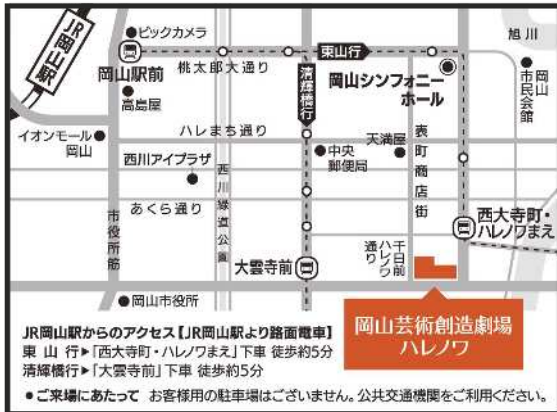 JR岡山駅
ビックカメラ
岡山駅前
高島屋
桃太郎大通り
東山行
清輝橋行
岡山シンフォニー
ホール
旭川
岡山
市民会館
イオンモール
岡山
ハレまち通り
西川アイプラザ
中央
郵便局
天満屋
表町商店街
あくら通り
市役所筋
西川緑道公園
西大寺町・
ハレノワまえ
大雲寺前
千日前
ハレノワ
通り
岡山市役所
岡山芸術創造劇場
ハレノワ
JR岡山駅からのアクセス【JR岡山駅より路面電車】
東山行▶「西大寺町・ハレノワまえ」下車 徒歩約5分
清輝橋行▶「大雲寺前」下車 徒歩約5分
●ご来場にあたって お客様用の駐車場はございません。公共交通機関をご利用ください。